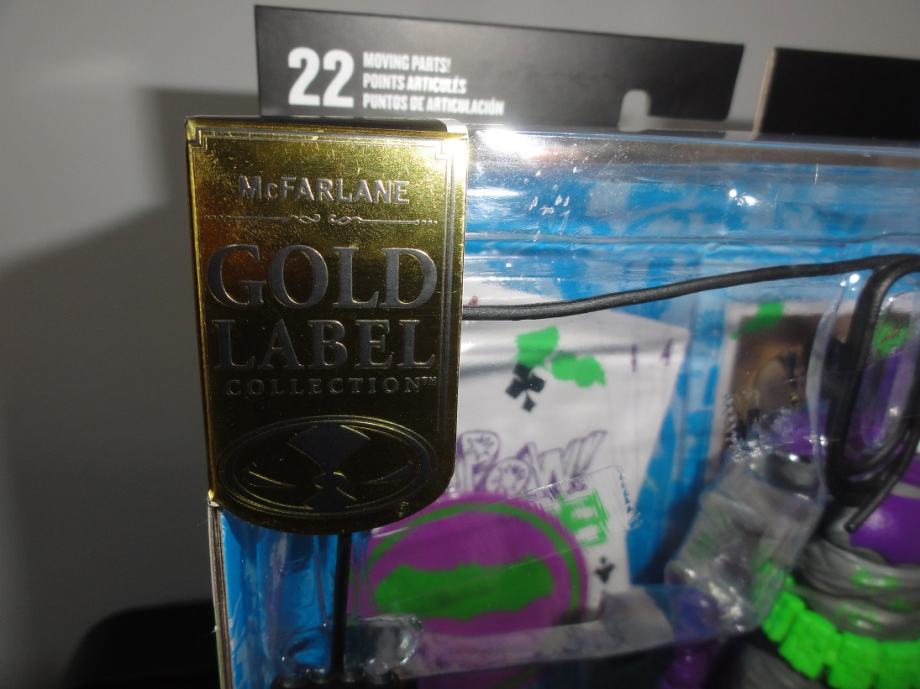 22 MOVING PARTS!
POINTS ARTICULÉS
PUNTOS DE ARTICULACIÓN
McFARLANE
GOLD
LABEL
COLLECTION™